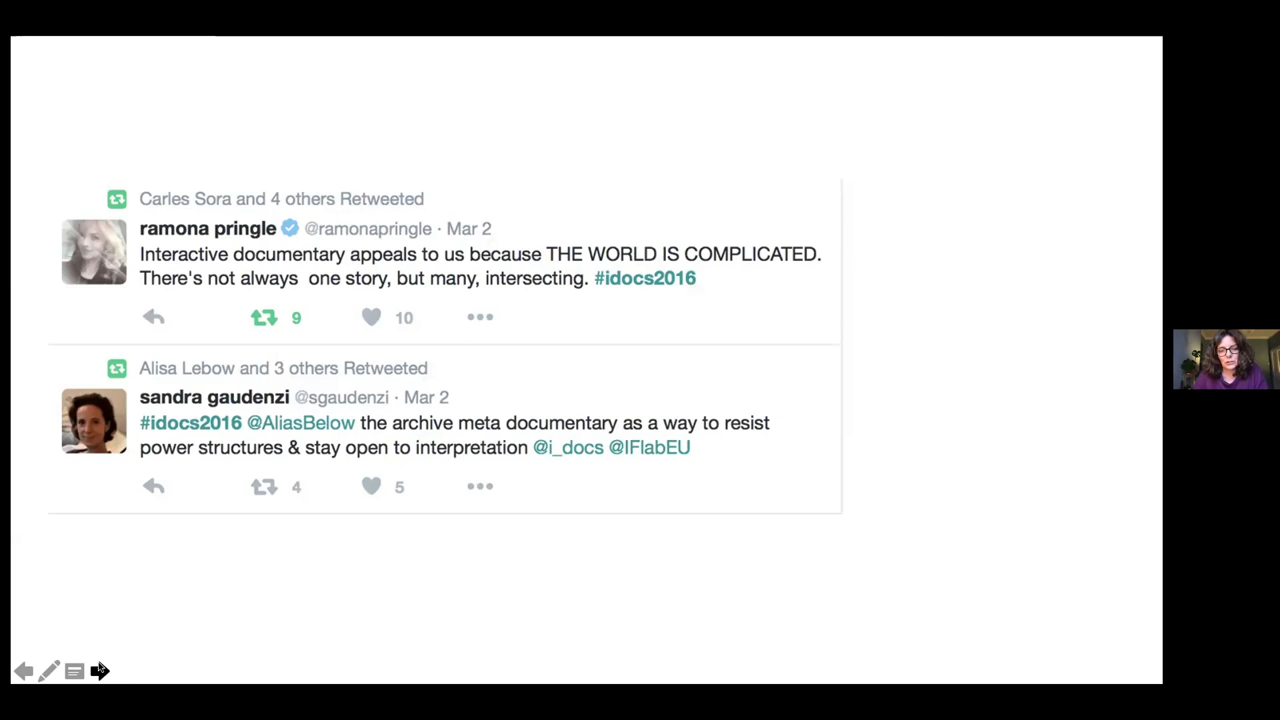 Carles Sora and 4 others Retweeted
ramona pringle @ramonapringle · Mar 2
Interactive documentary appeals to us because THE WORLD IS COMPLICATED.
There's not always  one story, but many, intersecting. #idocs2016
9 10
Alisa Lebow and 3 others Retweeted
sandra gaudenzi @sgaudenzi · Mar 2
#idocs2016 @AliasBelow the archive meta documentary as a way to resist
power structures & stay open to interpretation @i_docs @IFlabEU
4 5